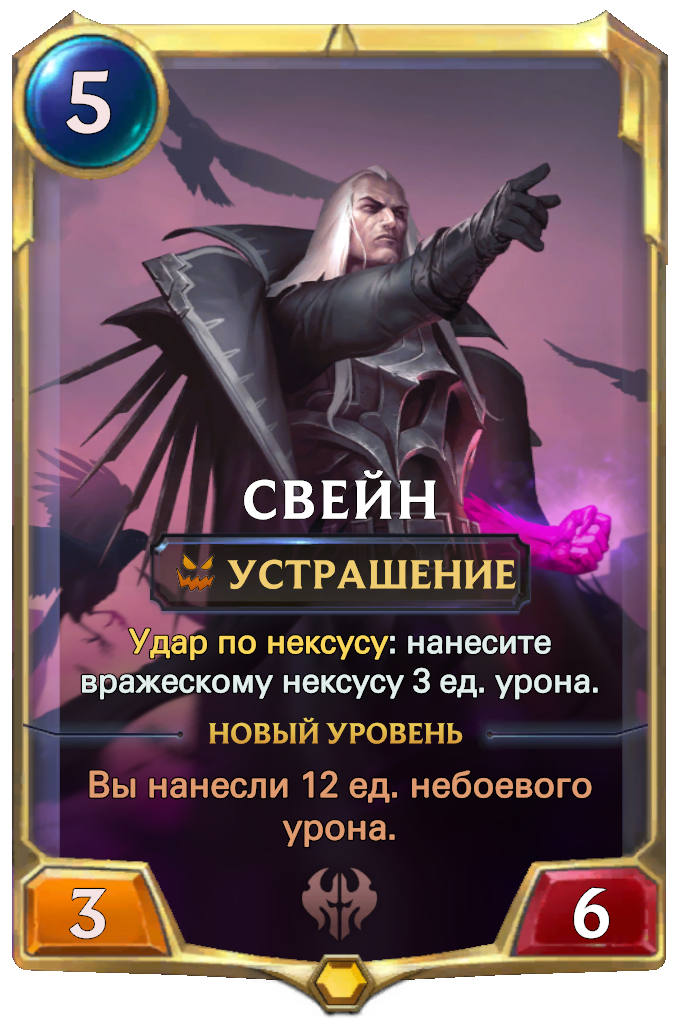 5
СВЕЙН
УСТРАШЕНИЕ
Удар по нексусу: нанесите
вражескому нексусу 3 ед. урона.
НОВЫЙ УРОВЕНЬ
Вы нанесли 12 ед. небоевого
урона.
3
6